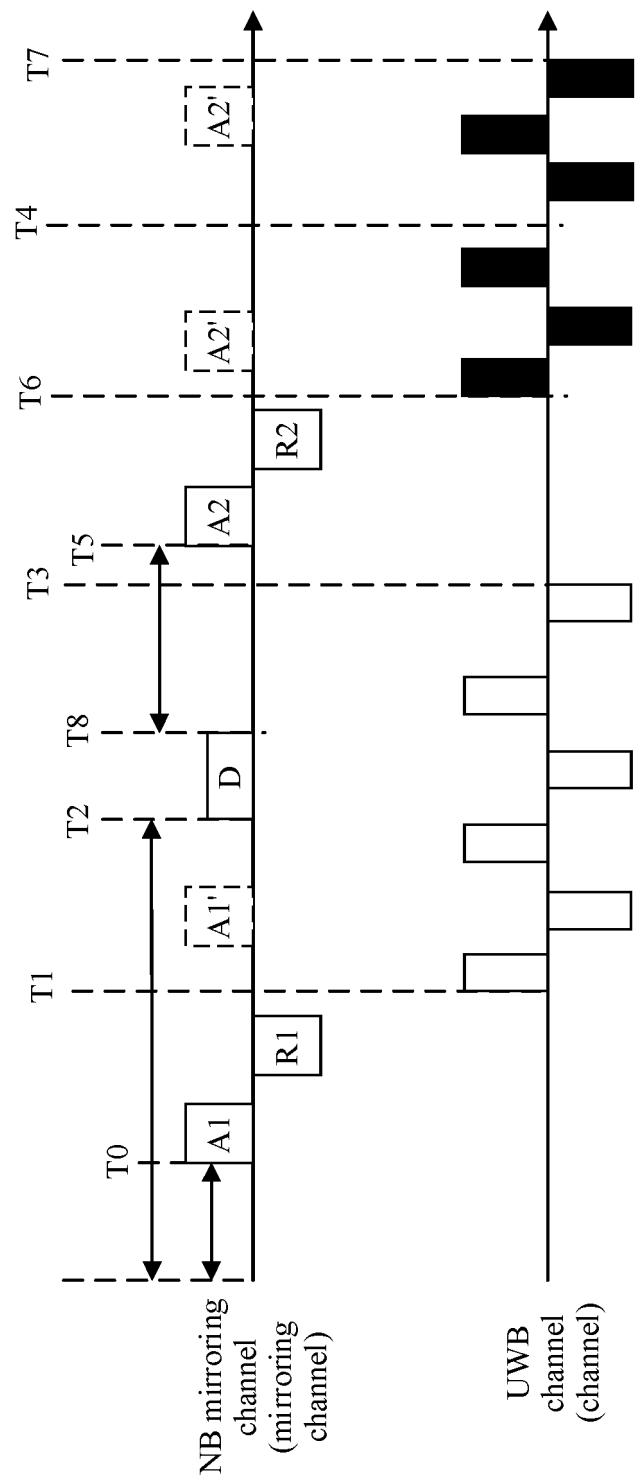 T0
T1
T2
T8
T3
T5
T6
T4
T7
NB mirroring
channel
(mirroring
channel)
A1
R1
A1'
D
A2
R2
A2'
A2'
UWB
channel
(channel)